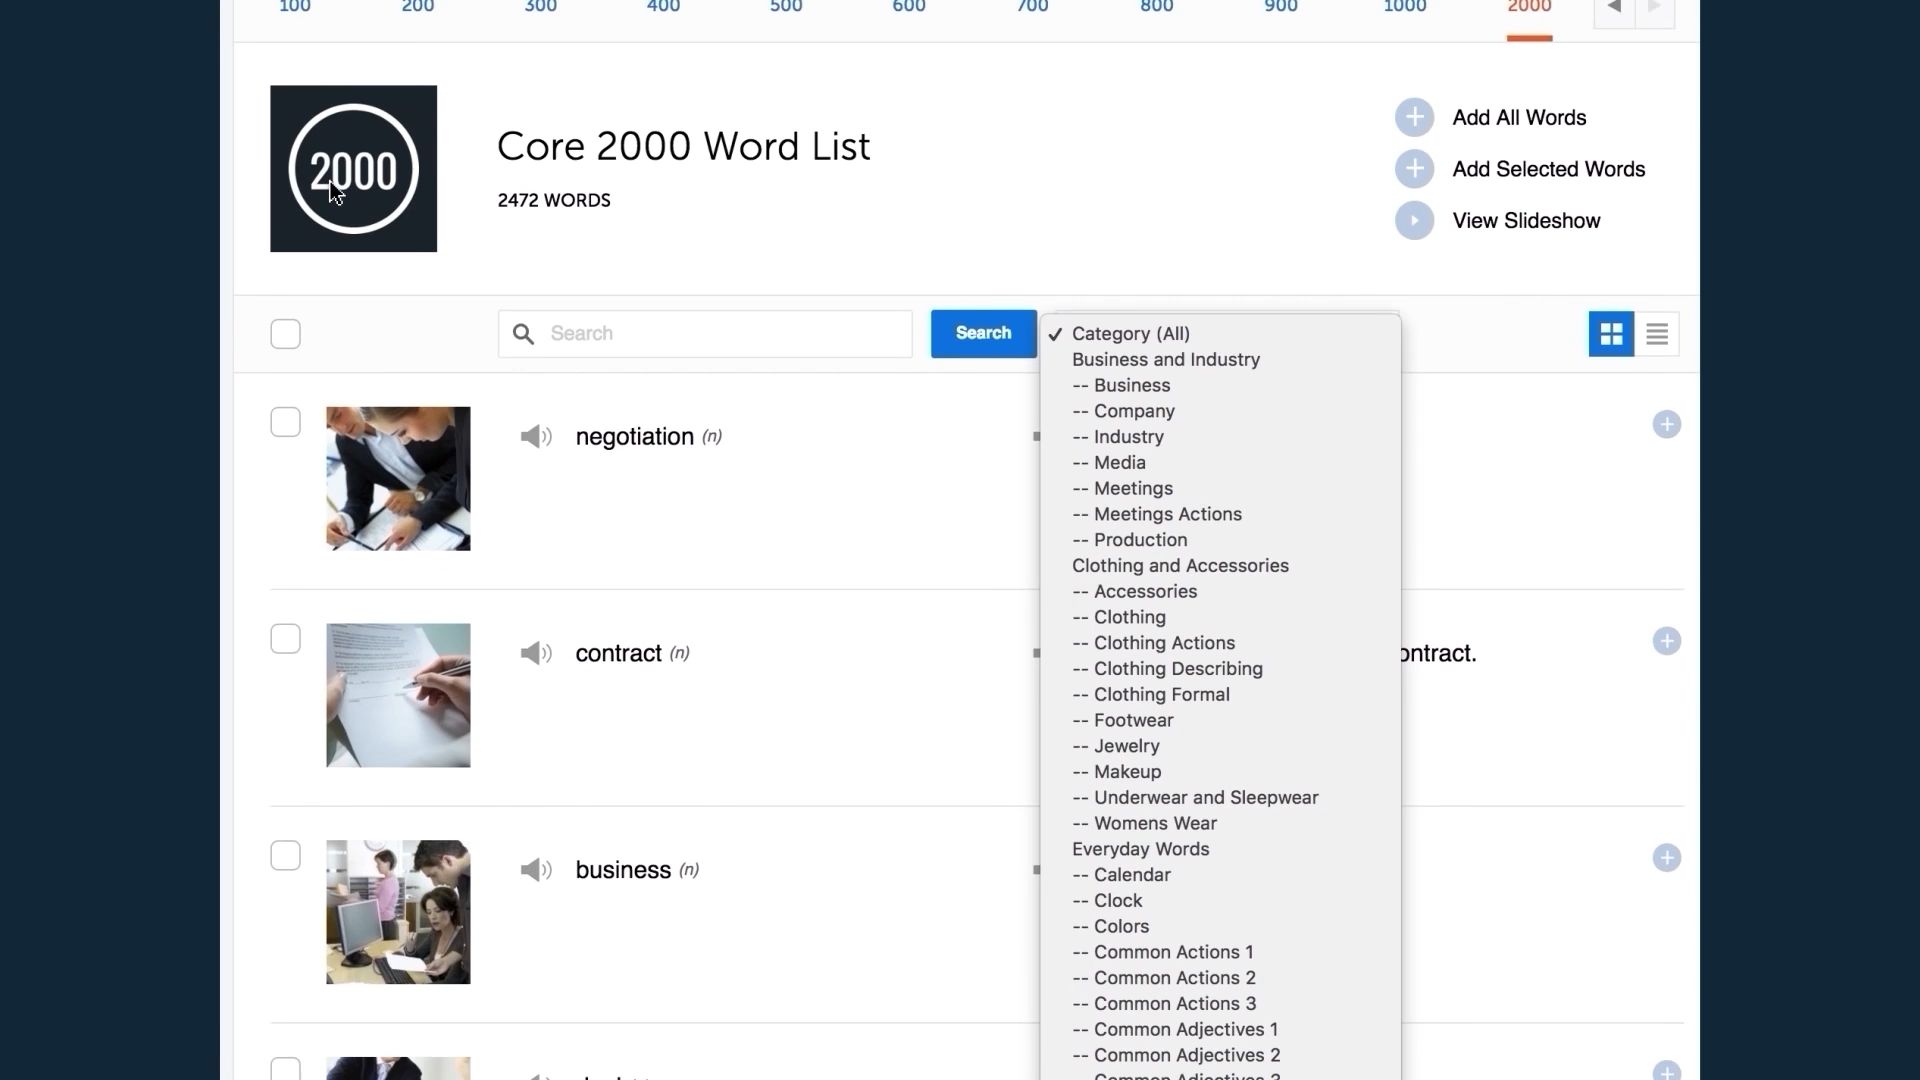 100 200 300 400 500 600 700 800 900 1000 2000
2000
Core 2000 Word List
2472 WORDS
Add All Words
Add Selected Words
View Slideshow
Search
Search
Category (All)
Business and Industry
-- Business
-- Company
-- Industry
-- Media
-- Meetings
-- Meetings Actions
-- Production
Clothing and Accessories
-- Accessories
-- Clothing
-- Clothing Actions
-- Clothing Describing
-- Clothing Formal
-- Footwear
-- Jewelry
-- Makeup
-- Underwear and Sleepwear
-- Womens Wear
Everyday Words
-- Calendar
-- Clock
-- Colors
-- Common Actions 1
-- Common Actions 2
-- Common Actions 3
-- Common Adjectives 1
-- Common Adjectives 2
-- Common Adjectives 3
negotiation (n)
contract (n)
ontract.
business (n)